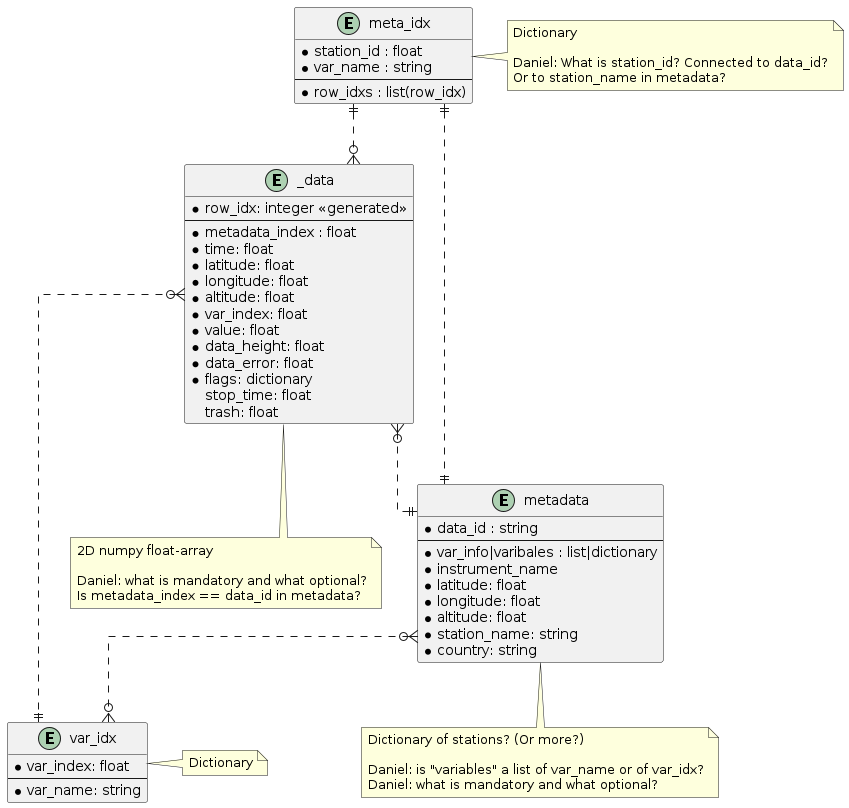 E meta_idx
station_id : float
var_name : string
row_idxs : list(row_idx)
Dictionary
Daniel: What is station_id? Connected to data_id?
Or to station_name in metadata?
E _data
row_idx: integer «generated»
metadata_index : float
time: float
latitude: float
longitude: float
altitude: float
var_index: float
value: float
data_height: float
data_error: float
flags: dictionary
stop_time: float
trash: float
E metadata
data_id : string
var_info|varibales : list|dictionary
instrument_name
latitude: float
longitude: float
altitude: float
station_name: string
country: string
2D numpy float-array
Daniel: what is mandatory and what optional?
Is metadata_index == data_id in metadata?
E var_idx
var_index: float
var_name: string
Dictionary
Dictionary of stations? (Or more?)
Daniel: is "variables" a list of var_name or of var_idx?
Daniel: what is mandatory and what optional?